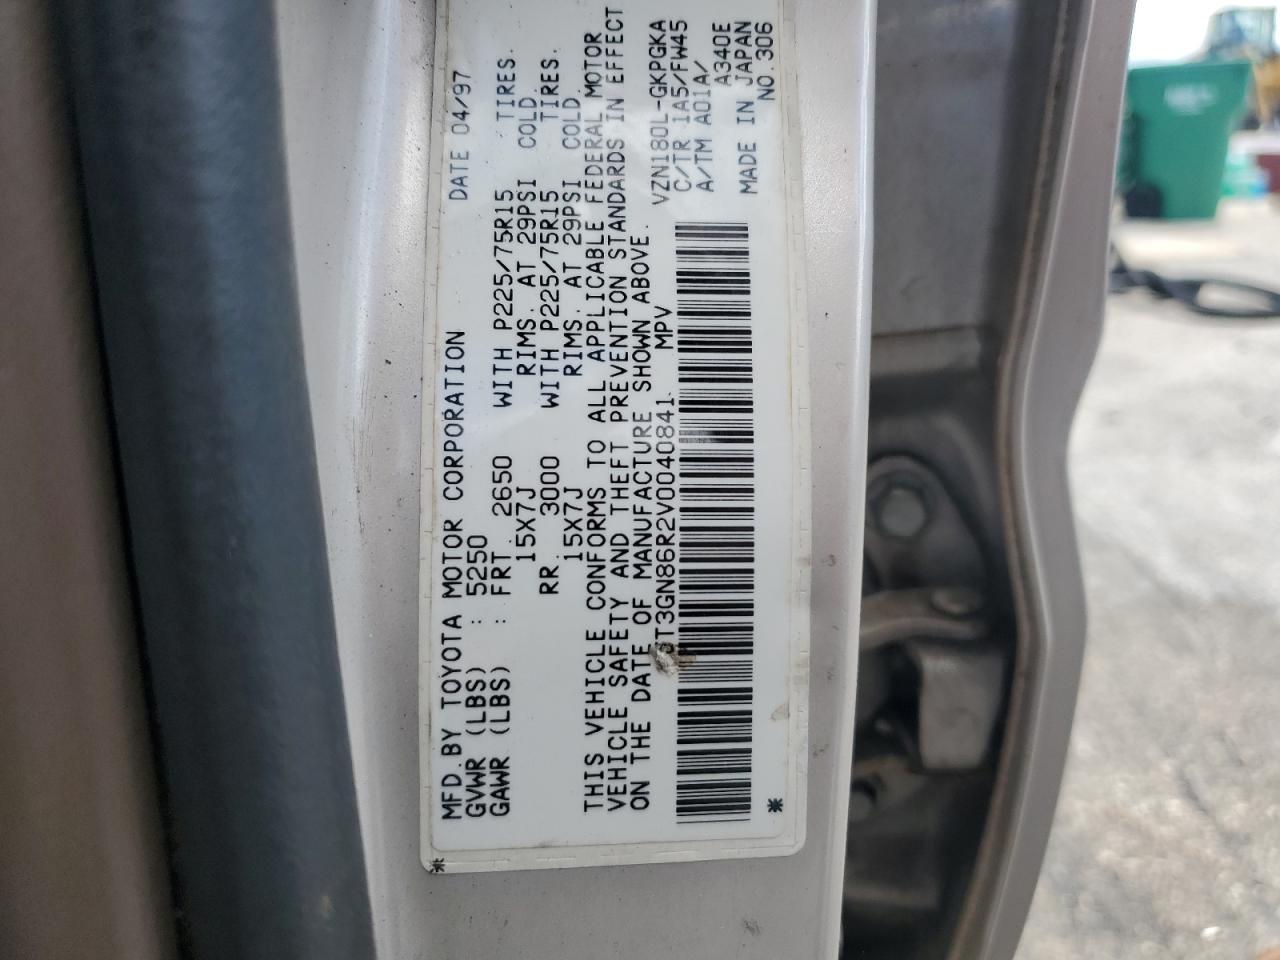 MFD.BY TOYOTA MOTOR CORPORATION DATE 04/97
GVWR (LBS) : 5250
GAWR (LBS) : FRT. 2650 WITH P225/75R15 TIRES.
15X7J RIMS. AT 29PSI COLD.
RR. 3000 WITH P225/75R15 TIRES.
15X7J RIMS. AT 29PSI COLD.
THIS VEHICLE CONFORMS TO ALL APPLICABLE FEDERAL MOTOR
VEHICLE SAFETY AND THEFT PREVENTION STANDARDS IN EFFECT
ON THE DATE OF MANUFACTURE SHOWN ABOVE.
T3GN86R2V0040841 MPV
VZN180L-GKPGKA
C/TR 1A5/FW45
A/TM A01A/
A340E
MADE IN JAPAN
NO.306